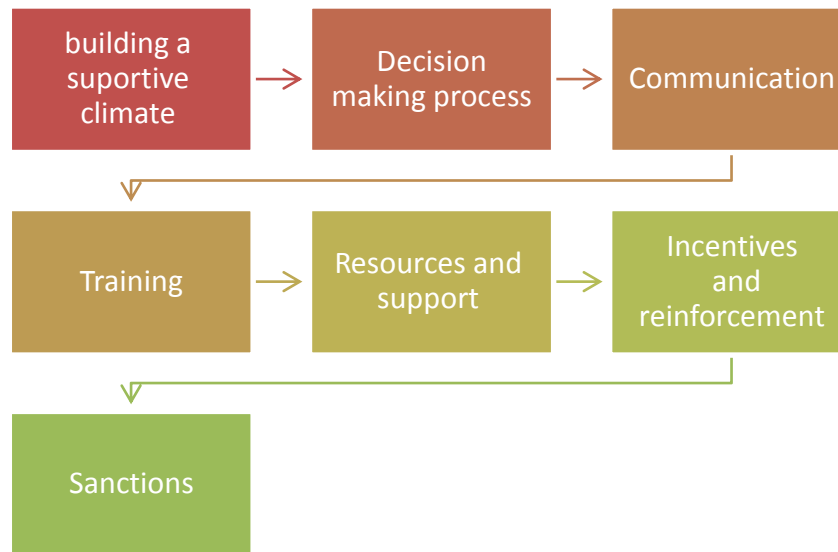 building a
suportive
climate
Decision
making process
Communication
Training
Resources and
support
Incentives
and
reinforcement
Sanctions